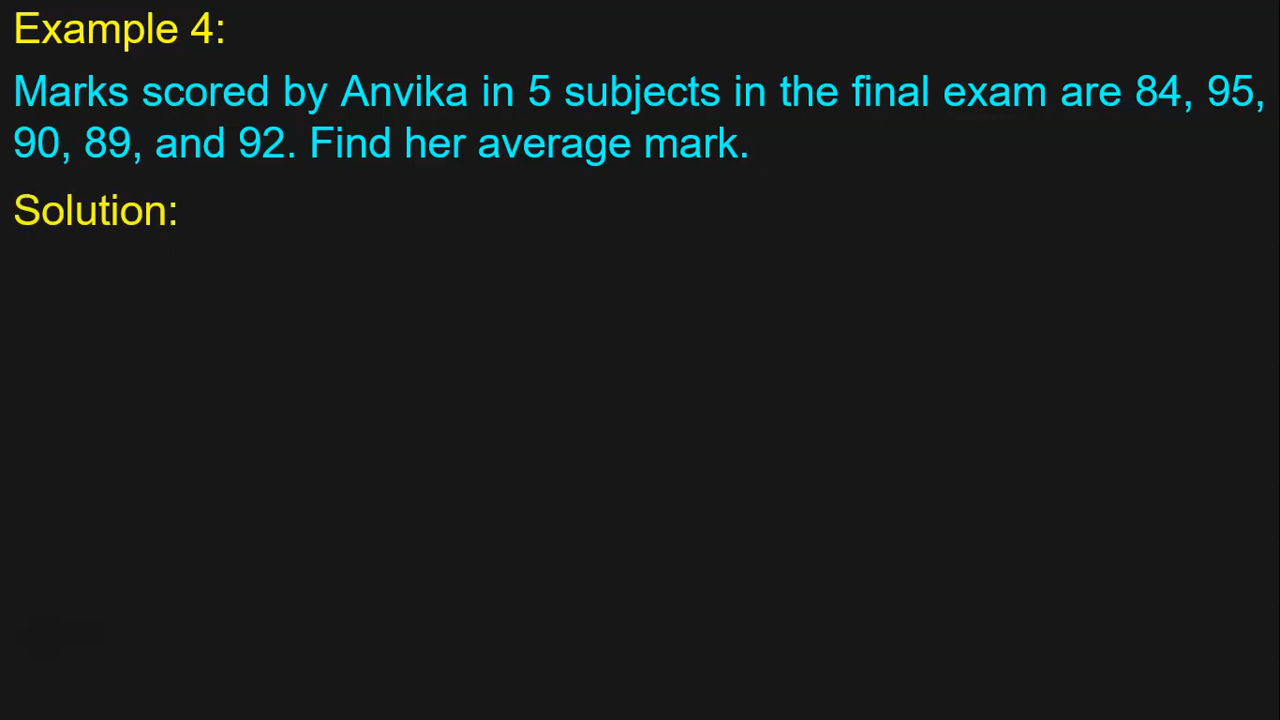 Example 4:
Marks scored by Anvika in 5 subjects in the final exam are 84, 95,
90, 89, and 92. Find her average mark.
Solution: